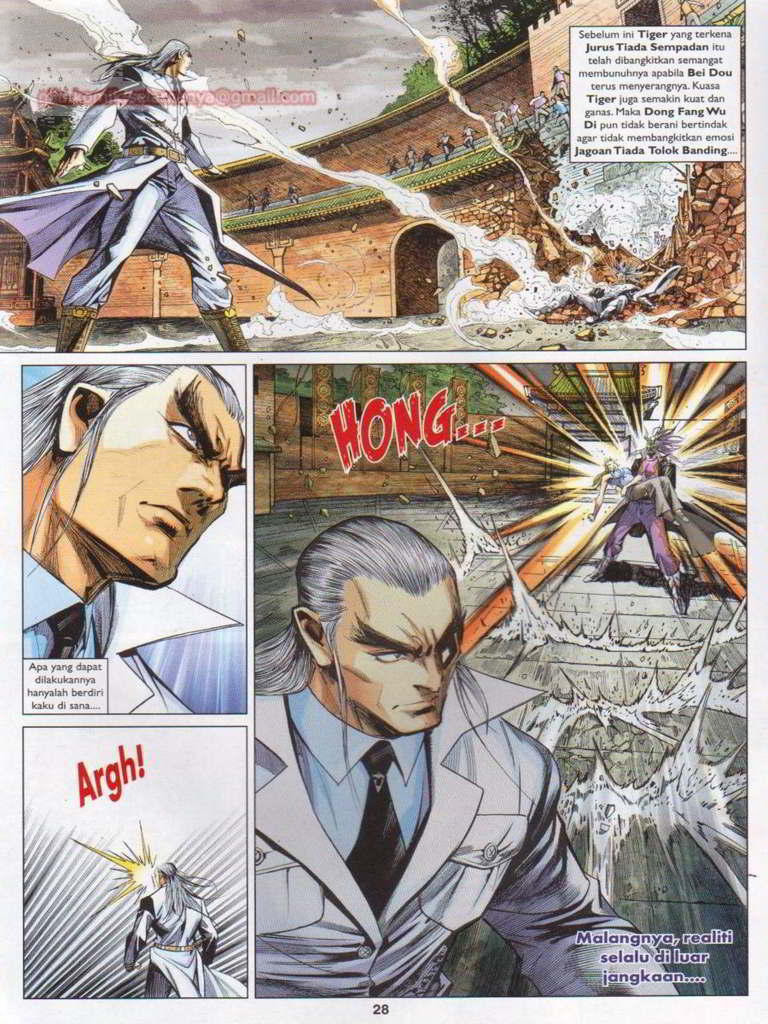 Sebelum ini Tiger yang terkena
Jurus Tiada Sempadan itu
telah dibangkitkan semangat
membunuhnya apabila Bei Dou
terus menyerangnya. Kuasa
Tiger juga semakin kuat dan
ganas. Maka Dong Fang Wu
Di pun tidak berani bertindak
agar tidak membangkitkan emosi
Jagoan Tiada Tolok Banding....
HONG...
Apa yang dapat
dilakukannya
hanyalah berdiri
kaku di sana....
Argh!
Malangnya, realiti
selalu di luar
jangkaan....
28